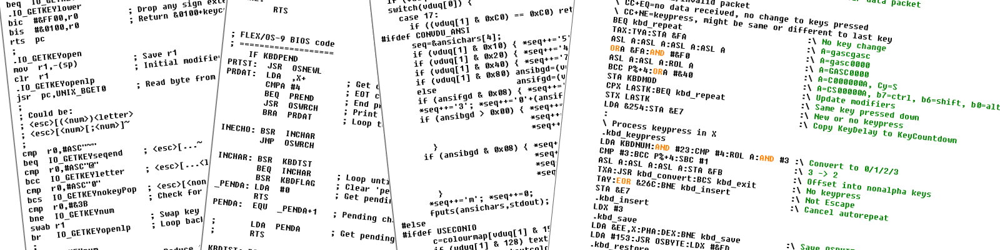 beq IO_GETKEYlower
.IO_GETKEYlower ; Drop any sign
bic #&FF00,r0 ; Return &0100+keyc
bis #&0100,r0
rts pc
;
.IO_GETKEYopen
mov r1,-(sp) ; Save r1
clr r1 ; Initial modifie
.IO_GETKEYopenlp
jsr pc,UNIX_BGET0 ; Read byte from
;
; Could be:
; <esc>[(<num>)<letter>
; <esc>[<num>[;<num>]~
;
cmp r0,#ASC"~"
beq IO_GETKEYseqend ; <esc>[...~
cmp r0,#ASC"@"
bcc IO_GETKEYletter ; <esc>[...<l
cmp r0,#ASC"0"
bcs IO_GETKEYnokeyPop ; <esc>[<non
cmp r0,#&3B ; Check for
bne IO_GETKEYnum
swab r1 ; Swap key
br IO_GETKEYopenlp ; Loop bac
;
RTS
; FLEX/OS-9 BIOS code
; ===================
IF KBDPEND
PRTST: JSR OSNEWL
PRDAT: LDA ,X+ ; Get
CMPA #4 ; EOT
BEQ PREND ; End
JSR OSWRCH ; Print
BRA PRDAT ; Loop
INECHO: BSR INCHAR
JMP OSWRCH
INCHAR: BSR KBDTST
BEQ INCHAR ; Loop unti
BSR KBDFLAG ; Clear 'pe
_PENDA: LDA #0 ; Get pendi
RTS
PENDA: EQU _PENDA+1 ; Pending ch
; LDA PENDA ; Get pending
; RTS
switch(vduq[0]) {
case 17:
if ((vduq[1] & 0xC0) == 0xC0) ret
#ifdef CONVDU_ANSI
seq=&ansichars[4];
if (vduq[1] & 0x10) { *seq++='5'
if (vduq[1] & 0x20) { *seq++='4
if (vduq[1] & 0x40) { *seq++='7
if (vduq[1] & 0x80) ansibgd=(v
else ansifgd=(v
if (ansifgd & 0x08) { *seq++='
*seq++='3'; *seq++='0'+(ansif
if (ansibgd > 0x00) { *seq++
*seq++
*seq++
}
if (ansibgd & 0x08) { *seq+
*seq+
*seq
*seq
}
*seq++='m'; *seq++=0;
fputs(ansichars,stdout);
#else
#ifdef USECONIO
c=colourmap[vduq[1] & 15
if (vduq[1] & 128) text
data packet
packet
\ CC+EQ=no data received, no change to keys pressed
\ CC+NE=keypress, might be same or different to last key
BEQ kbd_repeat :\ No key change
TAX:TYA:STA &FA :\ A=gascgasc
ASL A:ASL A:ASL A:ASL A :\ A=gasc0000
ORA &FA:AND #&F0 :\ A=GASC0000
ASL A:ASL A:ROL A :\ A=C000000A, Cy=S
BCC P%+4:ORA #&40 :\ A=CS00000A, b7=ctrl, b6=shift, b0=alt
STA KBDMOD :\ Update modifiers
CPX LASTK:BEQ kbd_repeat :\ Same key pressed down
STX LASTK :\ New or no keypress
LDA &254:STA &E7 :\ Copy KeyDelay to KeyCountdown
:
\ Process keypress in X
.kbd_keypress
LDA KBDNUM:AND #23:CMP #4:ROL A:AND #3 :\ Convert to 0/1/2/3
CMP #3:BCC P%+4:SBC #1 :\ 3 -> 2
ASL A:ASL A:ASL A:STA &FB :\ Offset into nonalpha keys
TXA:JSR kbd_convert:BCS kbd_exit :\ No keypress
TAY:EOR &26C:BNE kbd_insert :\ Not Escape
STA &E7 :\ Cancel autorepeat
.kbd_insert
LDX #3
.kbd_save
LDA &EE,X:PHA:DEX:BNE kbd_save
LDA #153:JSR OSBYTE:LDX #&FD :\ Save
.kbd_restore